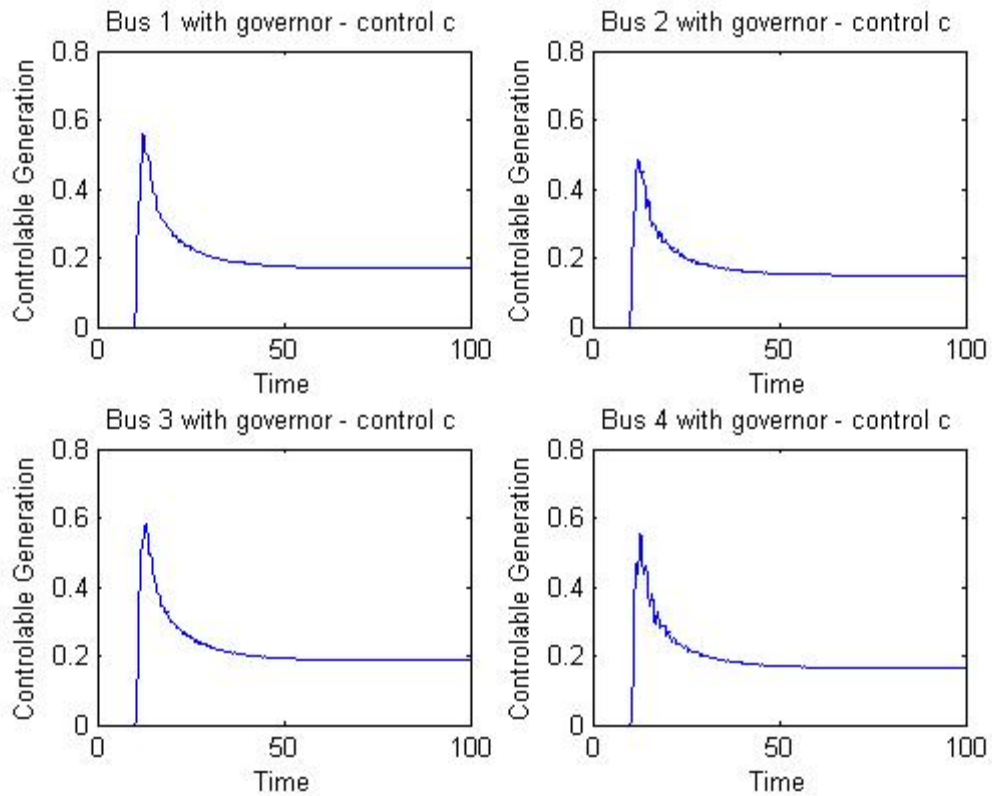 Bus 1 with governor - control c
0.8
0.6
0.4
0.2
0
Controlable Generation
0
50
100
Time
Bus 2 with governor - control c
0.8
0.6
0.4
0.2
0
Controlable Generation
0
50
100
Time
Bus 3 with governor - control c
0.8
0.6
0.4
0.2
0
Controlable Generation
0
50
100
Time
Bus 4 with governor - control c
0.8
0.6
0.4
0.2
0
Controlable Generation
0
50
100
Time